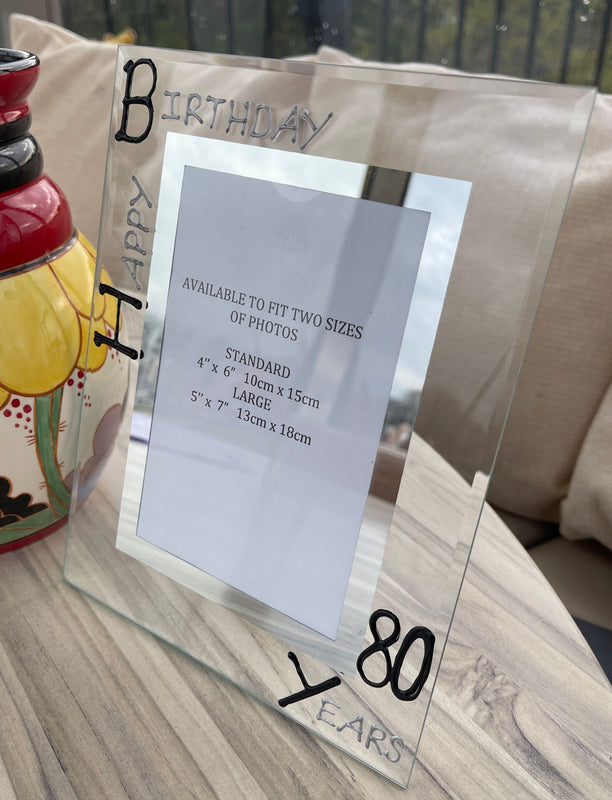 HAPPY
BIRTHDAY
AVAILABLE TO FIT TWO SIZES
OF PHOTOS
STANDARD
4" x 6" 10cm x 15cm
LARGE
5" x 7" 13cm x 18cm
80
YEARS